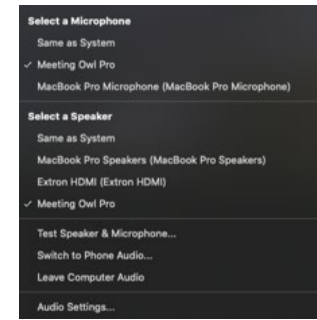 Select a Microphone
Same as System
✓ Meeting Owl Pro
MacBook Pro Microphone (MacBook Pro Microphone)
Select a Speaker
Same as System
MacBook Pro Speakers (MacBook Pro Speakers)
Extron HDMI (Extron HDMI)
✓ Meeting Owl Pro
Test Speaker & Microphone...
Switch to Phone Audio...
Leave Computer Audio
Audio Settings...